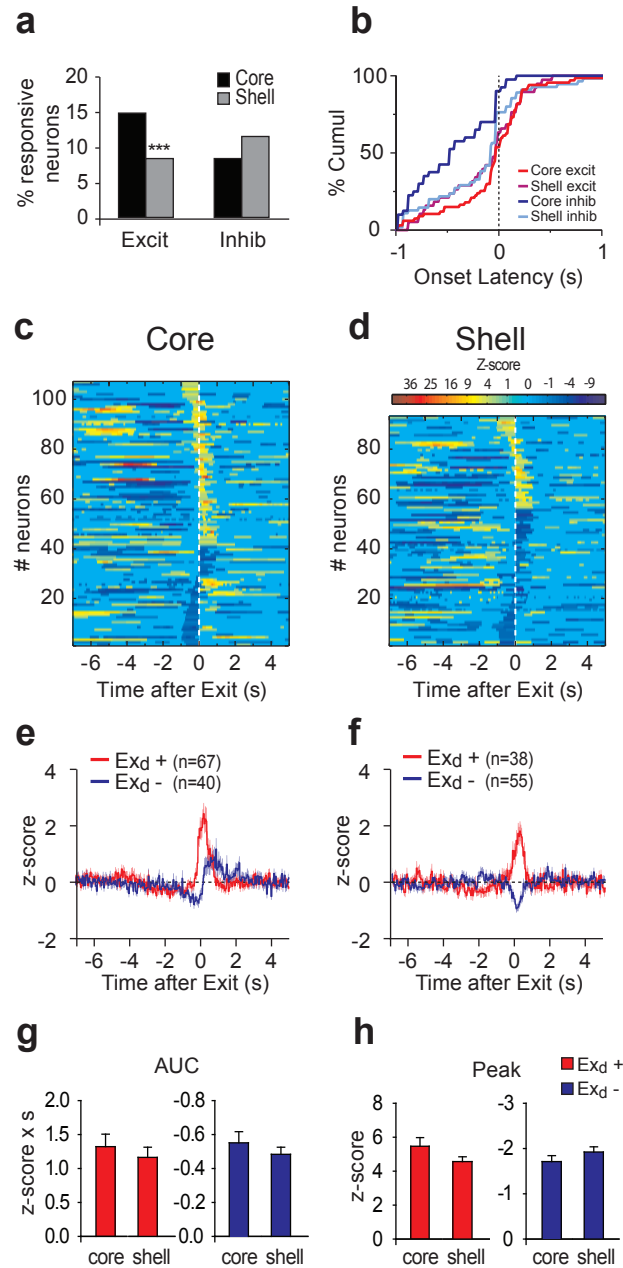 a
% responsive
neurons
20
15
10
5
0
Core
Shell
***
Excit
Inhib
b
% Cumul
100
50
0
Core excit
Shell excit
Core inhib
Shell inhib
-1
0
1
Onset Latency (s)
c
Core
# neurons
100
80
60
40
20
-6 -4 -2 0 2 4
Time after Exit (s)
d
Shell
Z-score
36 25 16 9 4 1 0 -1 -4 -9
# neurons
80
60
40
20
-6 -4 -2 0 2 4
Time after Exit (s)
e
Exd + (n=67)
Exd - (n=40)
z-score
4
2
0
-2
-6 -4 -2 0 2 4
Time after Exit (s)
f
Exd + (n=38)
Exd - (n=55)
z-score
4
2
0
-2
-6 -4 -2 0 2 4
Time after Exit (s)
g
AUC
z-score x s
2.0
1.5
1.0
0.5
0.0
core shell
-0.8
-0.6
-0.4
-0.2
-0.0
core shell
h
Peak
Exd +
Exd -
z-score
8
6
4
2
0
core shell
-3
-2
-1
0
core shell